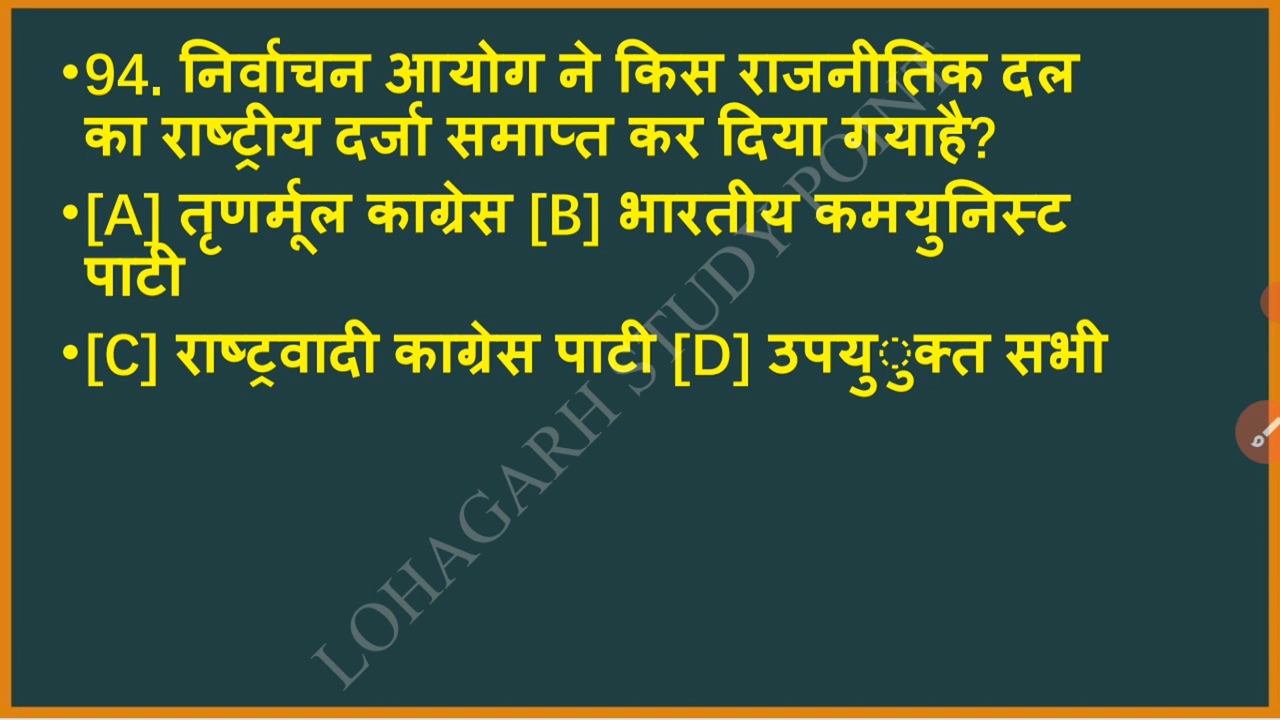 •94. निर्वाचन आयोग ने किस राजनीतिक दल
का राष्ट्रीय दर्जा समाप्त कर दिया गयाहै?
•[A] तृणर्मूल काग्रेस [B] भारतीय कमयुनिस्ट
पाटी
•[C] राष्ट्रवादी काग्रेस पाटी [D] उपयुुक्त सभी
LOHAGARH STUDY POINT